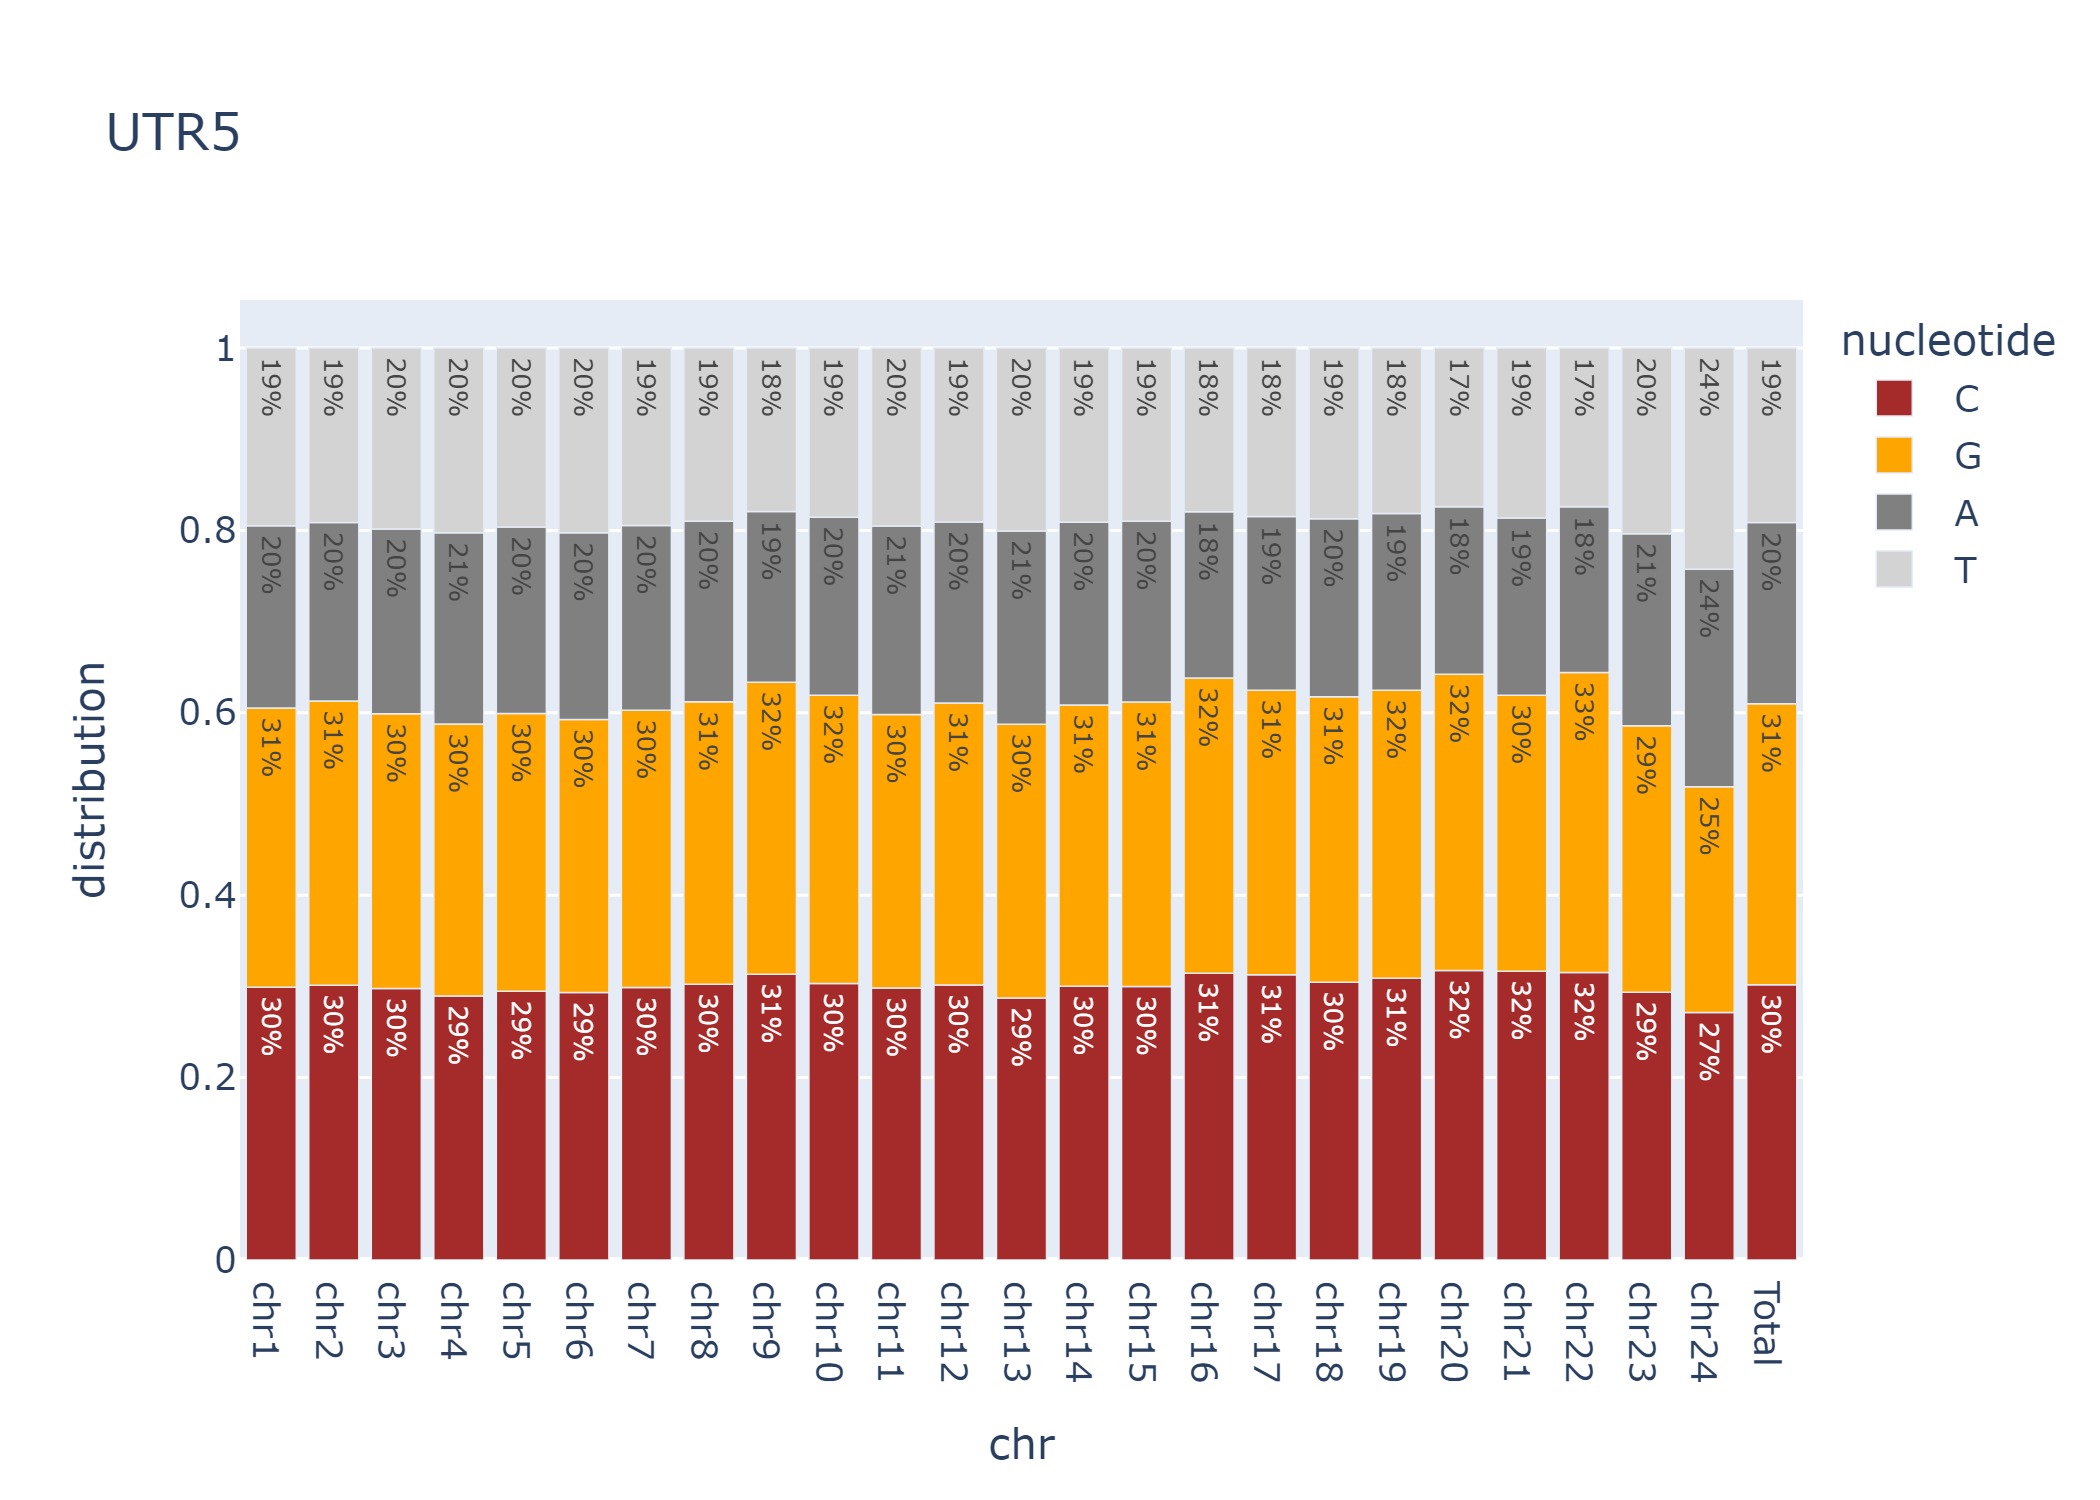 UTR5
nucleotide
C
G
A
T
distribution
1
0.8
0.6
0.4
0.2
0
19% 19% 20% 20% 20% 20% 19% 19% 18% 19% 20% 19% 20% 19% 19% 18% 18% 19% 18% 17% 19% 17% 20% 24% 19%
20% 20% 20% 21% 20% 20% 20% 20% 19% 20% 21% 20% 21% 20% 20% 18% 19% 20% 19% 18% 19% 18% 21% 24% 20%
31% 31% 30% 30% 30% 30% 30% 31% 32% 32% 30% 31% 30% 31% 31% 32% 31% 31% 32% 32% 30% 33% 29% 25% 31%
30% 30% 30% 29% 29% 29% 30% 30% 31% 30% 30% 30% 29% 30% 30% 31% 31% 30% 31% 32% 32% 32% 29% 27% 30%
chr1 chr2 chr3 chr4 chr5 chr6 chr7 chr8 chr9 chr10 chr11 chr12 chr13 chr14 chr15 chr16 chr17 chr18 chr19 chr20 chr21 chr22 chr23 chr24 Total
chr